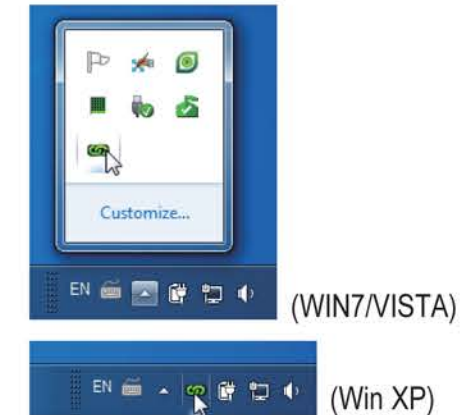 Customize...
EN
(WIN7/VISTA)
EN
(Win XP)